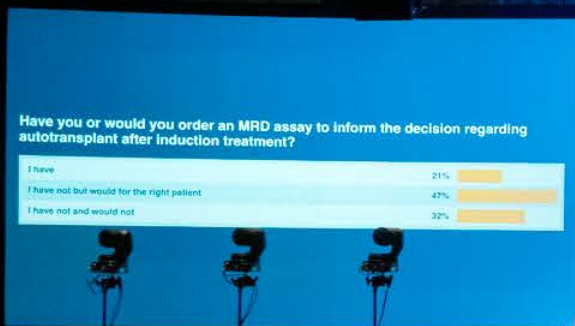 Have you or would you order an MRD assay to inform the decision regarding
autotransplant after induction treatment?
I have 21%
I have not but would for the right patient 47%
I have not and would not 32%